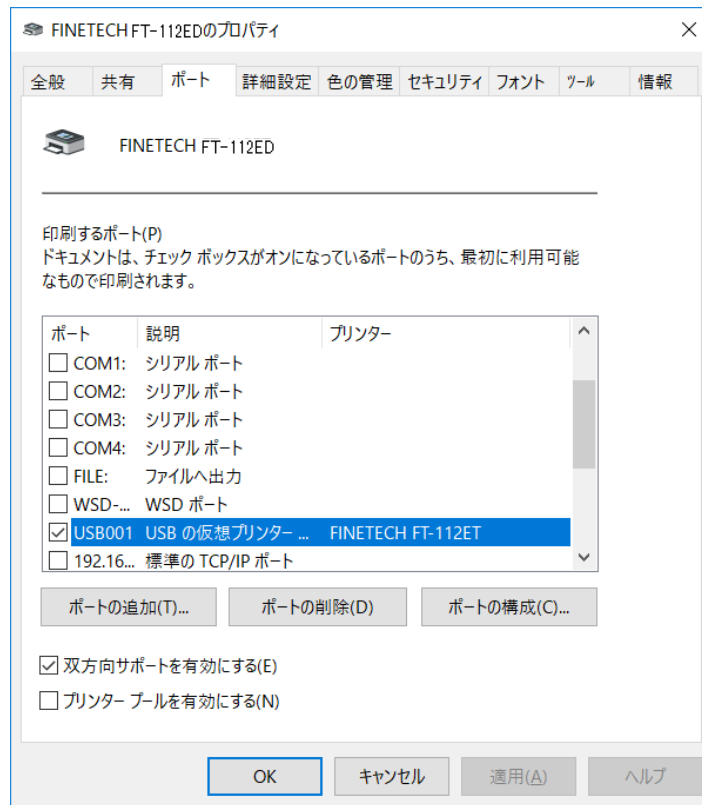 FINETECH FT-112EDのプロパティ
全般 共有 ポート 詳細設定 色の管理 セキュリティ フォント ツール 情報
FINETECH FT-112ED
印刷するポート(P)
ドキュメントは、チェック ボックスがオンになっているポートのうち、最初に利用可能
なもので印刷されます。
ポート 説明 プリンター
COM1: シリアル ポート
COM2: シリアル ポート
COM3: シリアル ポート
COM4: シリアル ポート
FILE: ファイルへ出力
WSD-... WSD ポート
USB001 USB の仮想プリンター ... FINETECH FT-112ET
192.16... 標準の TCP/IP ポート
ポートの追加(T)... ポートの削除(D) ポートの構成(C)...
双方向サポートを有効にする(E)
プリンター プールを有効にする(N)
OK キャンセル 適用(A) ヘルプ